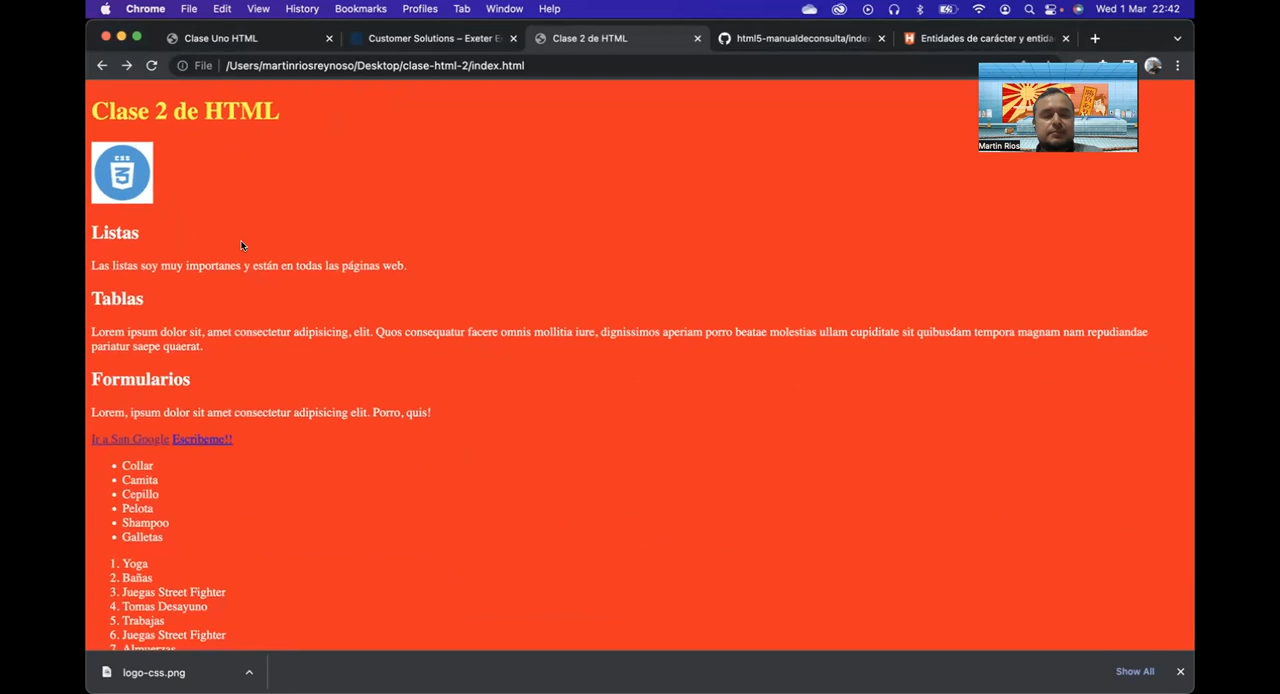 Chrome File Edit View History Bookmarks Profiles Tab Window Help Wed 1 Mar 22:42
Clase Uno HTML Customer Solutions – Exeter E Clase 2 de HTML html5-manualdeconsulta/index Entidades de carácter y entida
File /Users/martinriosreynoso/Desktop/clase-html-2/index.html
Clase 2 de HTML
Martin Rios
CSS
3
Listas
Las listas soy muy importanes y están en todas las páginas web.
Tablas
Lorem ipsum dolor sit, amet consectetur adipisicing, elit. Quos consequatur facere omnis mollitia iure, dignissimos aperiam porro beatae molestias ullam cupiditate sit quibusdam tempora magnam nam repudiandae
pariatur saepe quaerat.
Formularios
Lorem, ipsum dolor sit amet consectetur adipisicing elit. Porro, quis!
Ir a San Google Escribeme!!
• Collar
• Camita
• Cepillo
• Pelota
• Shampoo
• Galletas
1. Yoga
2. Bañas
3. Juegas Street Fighter
4. Tomas Desayuno
5. Trabajas
6. Juegas Street Fighter
7. Almuerzas
logo-css.png Show All